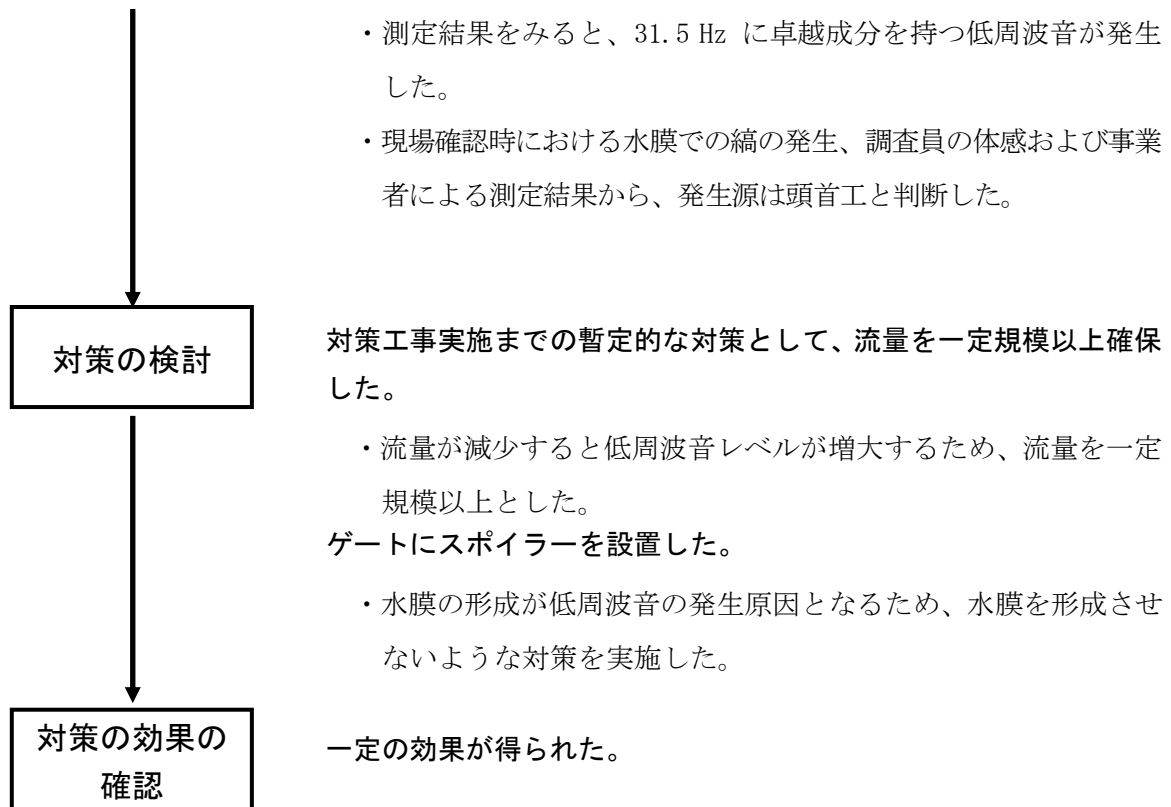 ・測定結果をみると、31.5 Hz に卓越成分を持つ低周波音が発生
した。
・現場確認時における水膜での縞の発生、調査員の体感および事業
者による測定結果から、発生源は頭首工と判断した。
対策の検討
対策工事実施までの暫定的な対策として、流量を一定規模以上確保
した。
・流量が減少すると低周波音レベルが増大するため、流量を一定
規模以上とした。
ゲートにスポイラーを設置した。
・水膜の形成が低周波音の発生原因となるため、水膜を形成させ
ないような対策を実施した。
対策の効果の
確認
一定の効果が得られた。